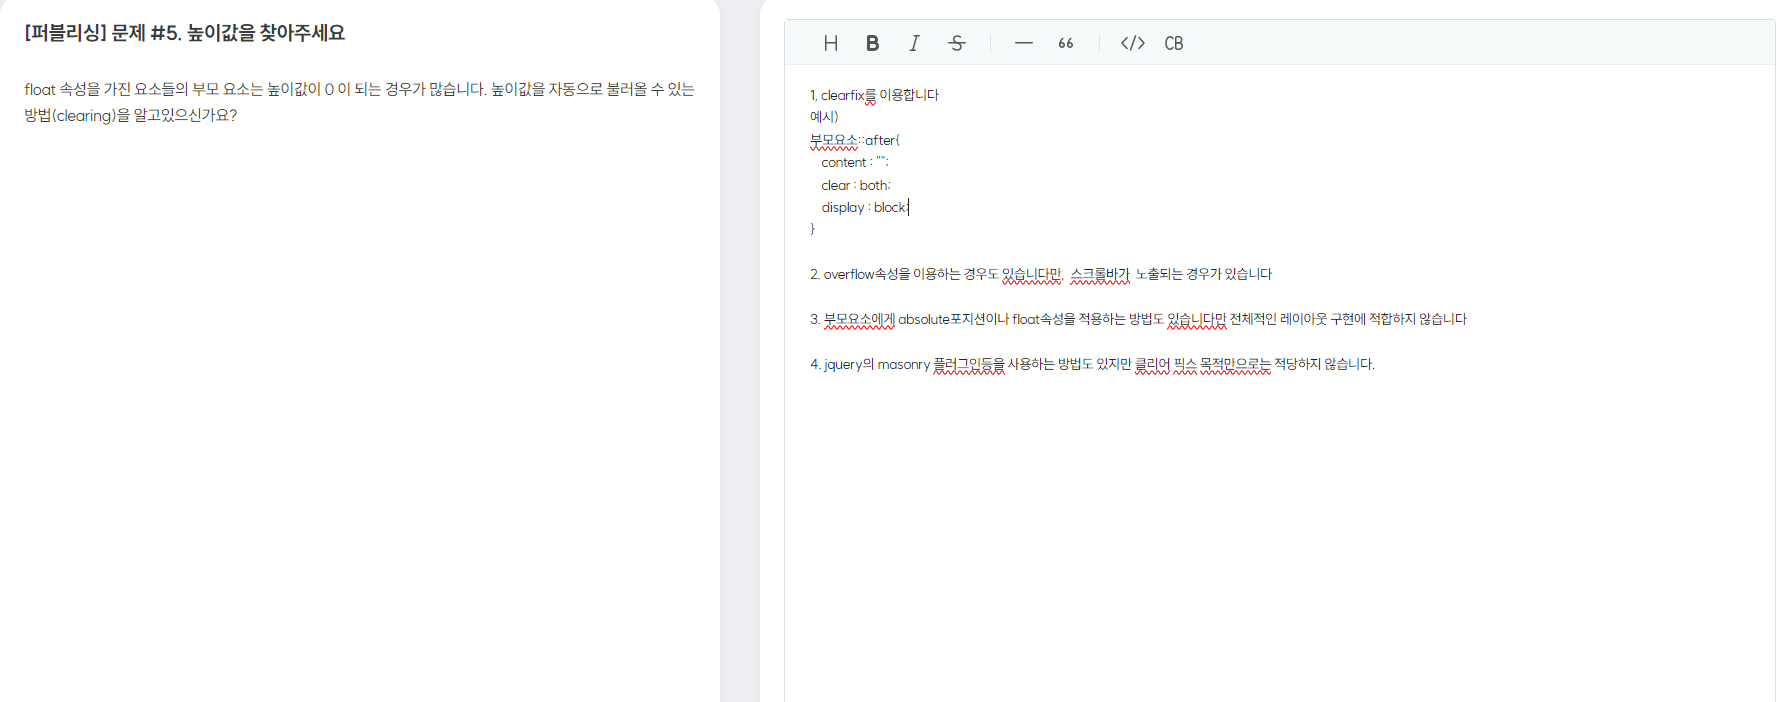 [퍼블리싱] 문제 #5. 높이값을 찾아주세요
float 속성을 가진 요소들의 부모 요소는 높이값이 0 이 되는 경우가 많습니다. 높이값을 자동으로 불러올 수 있는
방법(clearing)을 알고있으신가요?
H B I S — 66 </> CB
1, clearfix를 이용합니다
예시)
부모요소::after{
content : "";
clear : both;
display : block;
}
2. overflow속성을 이용하는 경우도 있습니다만, 스크롤바가 노출되는 경우가 있습니다
3. 부모요소에게 absolute포지션이나 float속성을 적용하는 방법도 있습니다만 전체적인 레이아웃 구현에 적합하지 않습니다
4. jquery의 masonry 플러그인등을 사용하는 방법도 있지만 클리어 픽스 목적만으로는 적당하지 않습니다.